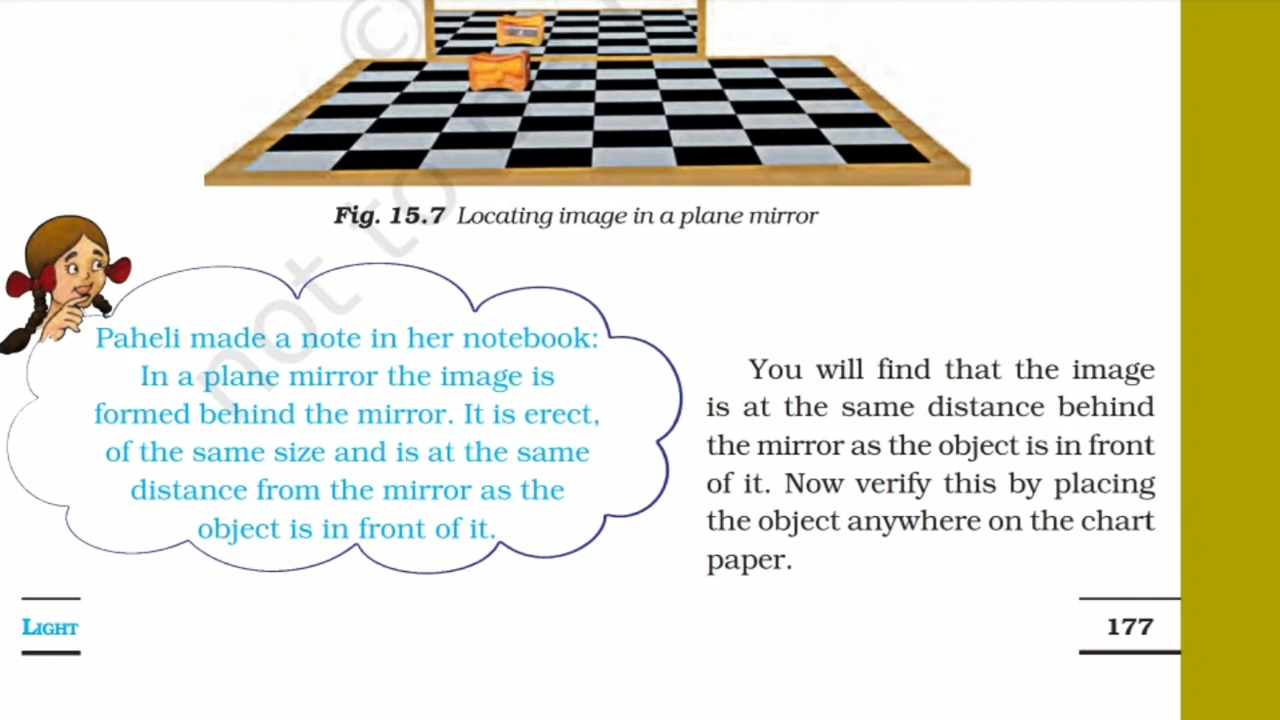 ©
not to
Fig. 15.7 Locating image in a plane mirror
Paheli made a note in her notebook:
In a plane mirror the image is
formed behind the mirror. It is erect,
of the same size and is at the same
distance from the mirror as the
object is in front of it.
You will find that the image
is at the same distance behind
the mirror as the object is in front
of it. Now verify this by placing
the object anywhere on the chart
paper.
LIGHT
177